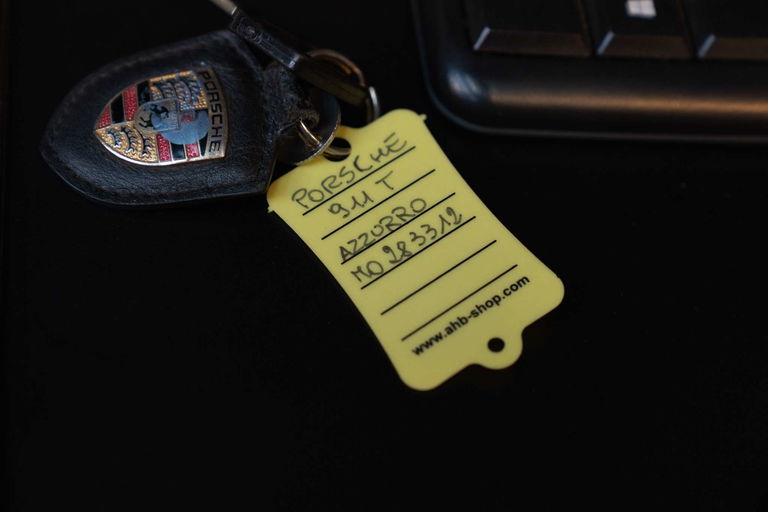 PORSCHE
PORSCHE
911 T
AZZURRO
MO 283312
www.ahb-shop.com